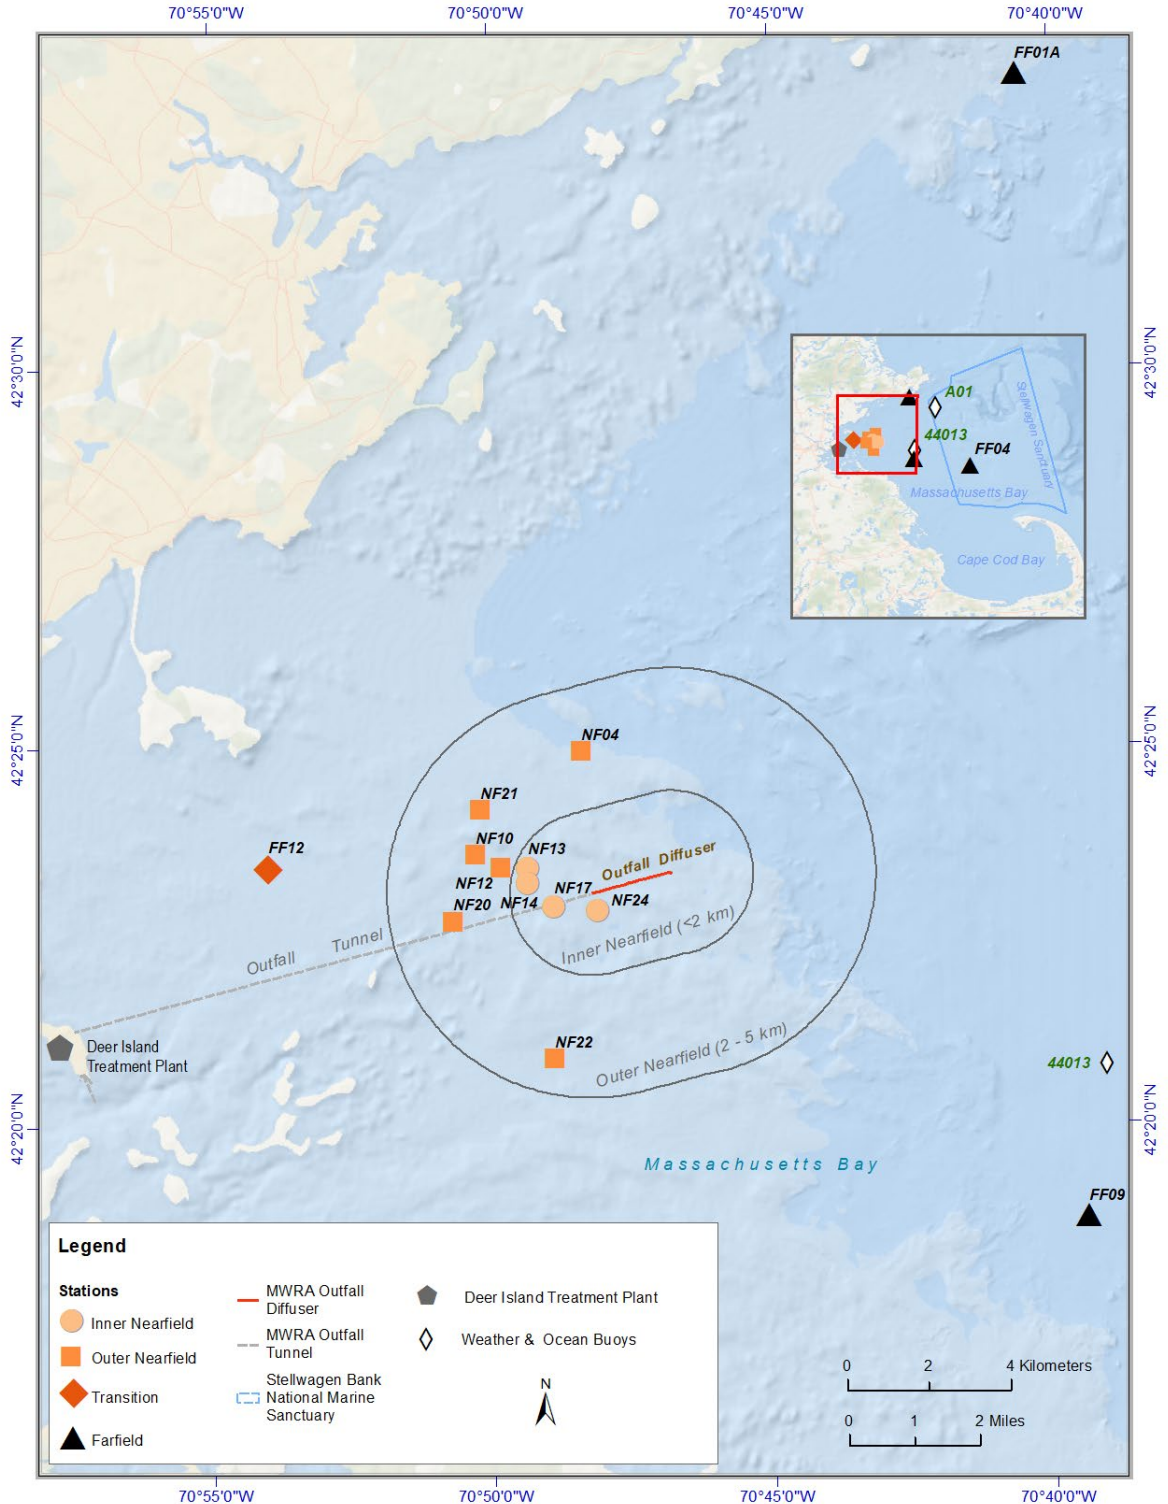 70°55'0"W 70°50'0"W 70°45'0"W 70°40'0"W
FF01A
42°30'0"N
42°30'0"N
A01
44013
FF04
Stellwagen Sanctuary
Massachusetts Bay
Cape Cod Bay
42°25'0"N
42°25'0"N
NF04
NF21
NF10
NF13
FF12
Outfall Diffuser
NF12
NF17
NF14
NF24
NF20
Inner Nearfield (<2 km)
Outfall Tunnel
NF22
Outer Nearfield (2 - 5 km)
Deer Island
Treatment Plant
44013
42°20'0"N
42°20'0"N
Massachusetts Bay
FF09
Legend
Stations
Inner Nearfield
Outer Nearfield
Transition
Farfield
MWRA Outfall
Diffuser
MWRA Outfall
Tunnel
Stellwagen Bank
National Marine
Sanctuary
Deer Island Treatment Plant
Weather & Ocean Buoys
N
0 2 4 Kilometers
0 1 2 Miles
70°55'0"W 70°50'0"W 70°45'0"W 70°40'0"W